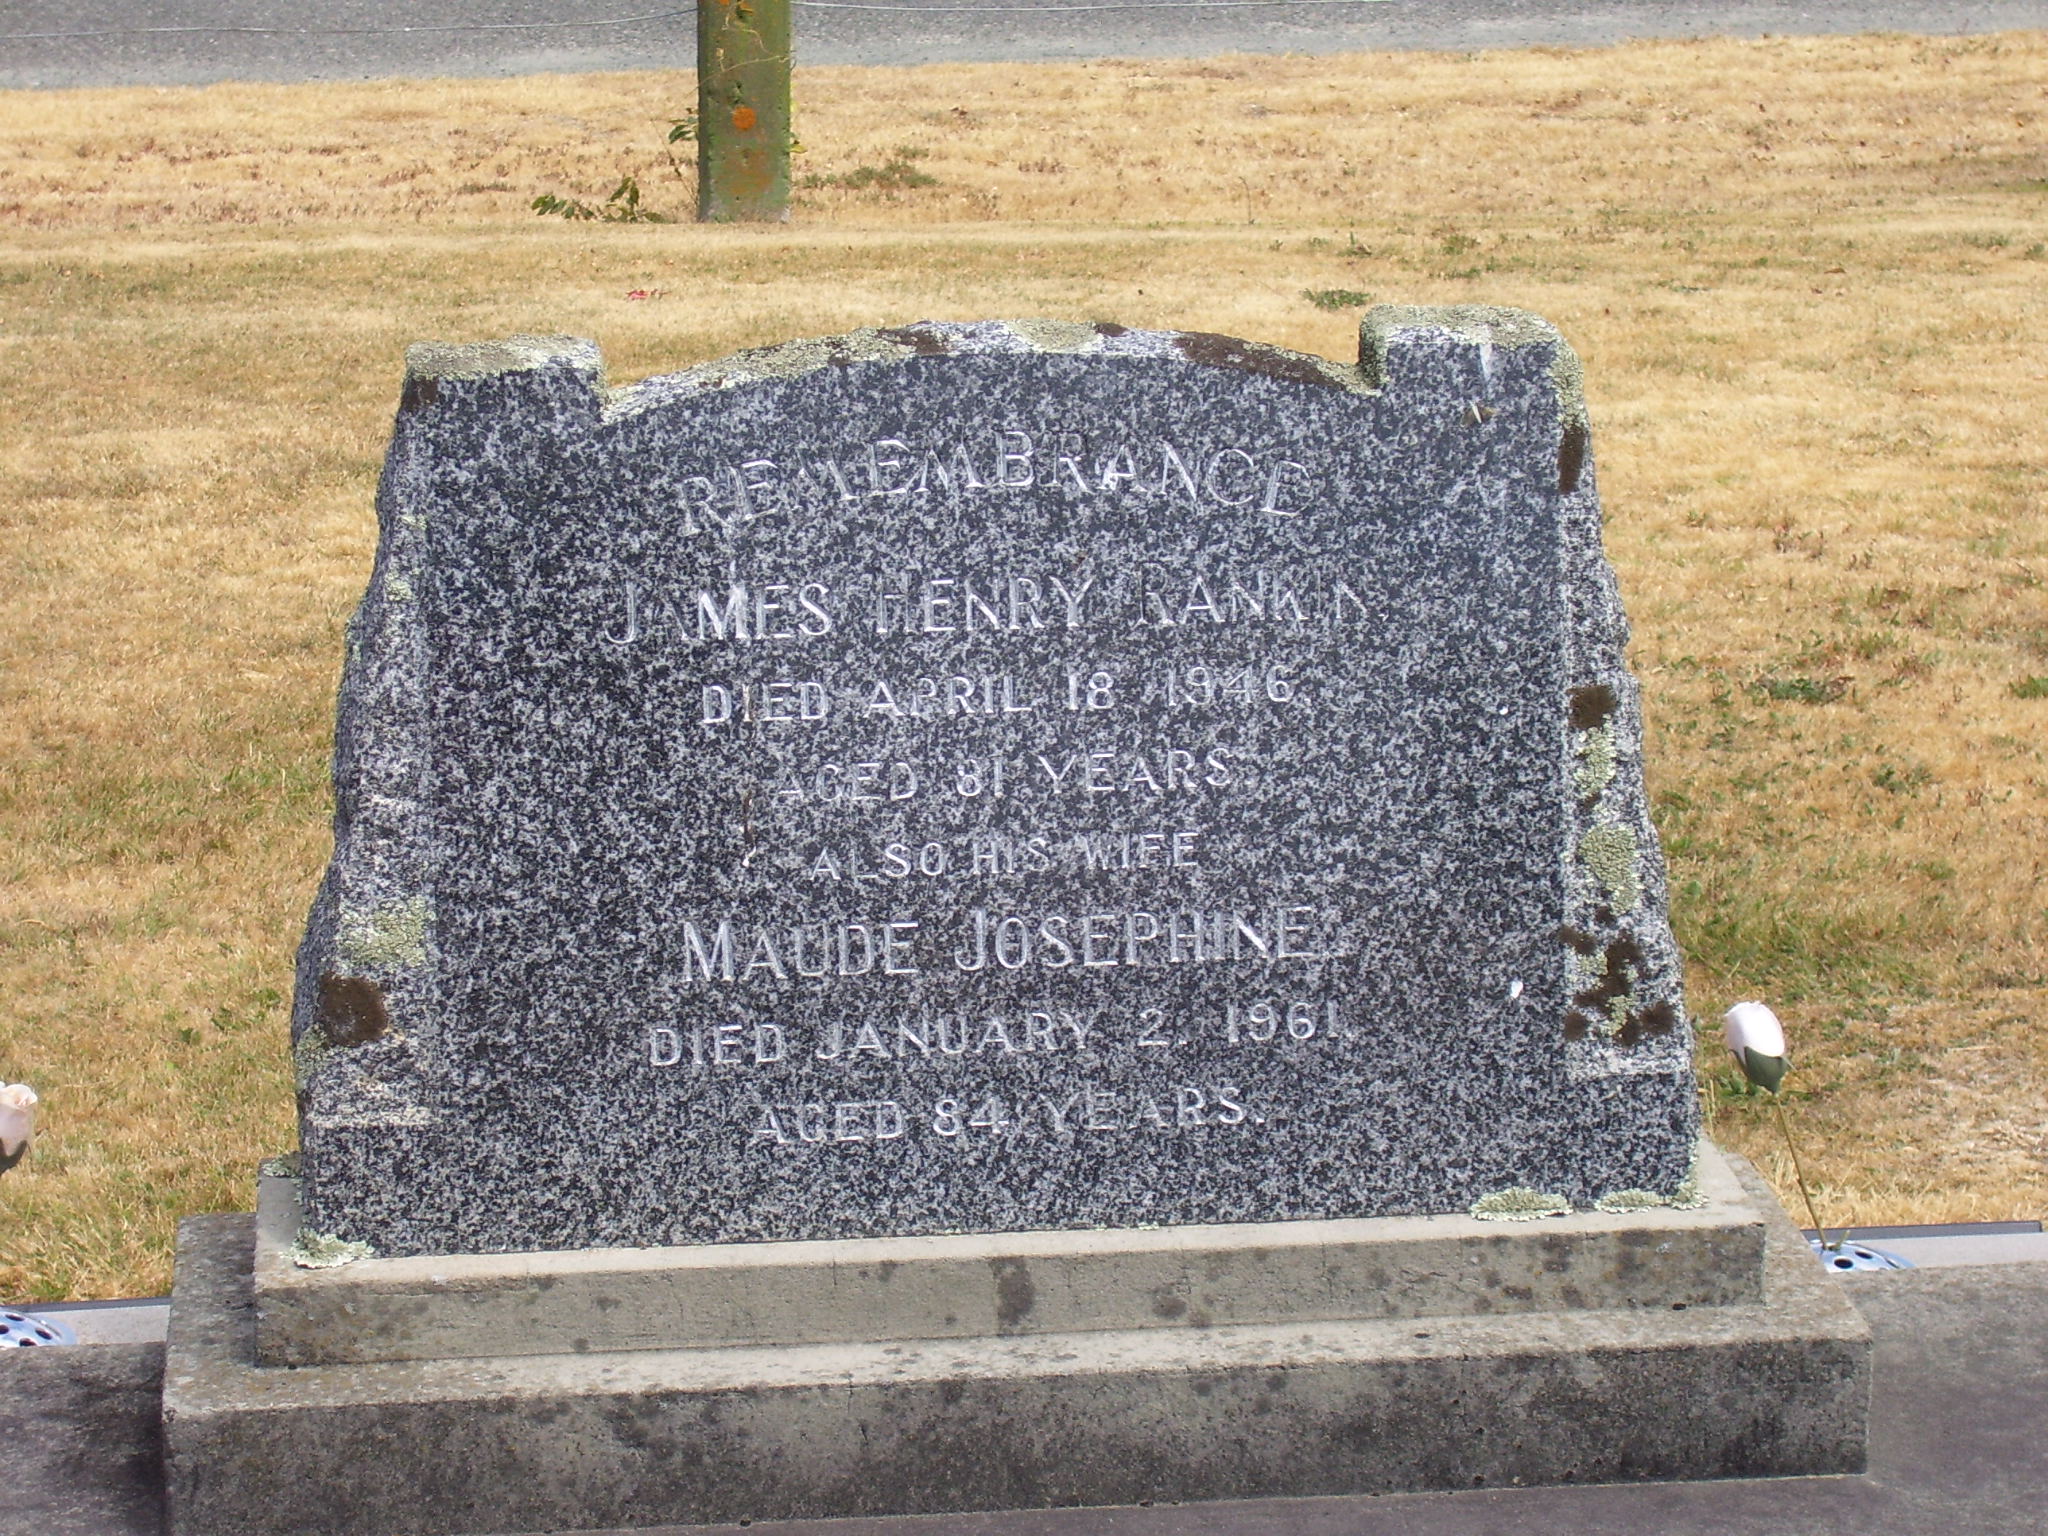 REMEMBRANCE
JAMES HENRY RANKIN,
DIED APRIL 18, 1946,
AGED 81 YEARS.
ALSO HIS WIFE
MAUDE JOSEPHINE
DIED JANUARY 2, 1961.
AGED 84 YEARS.